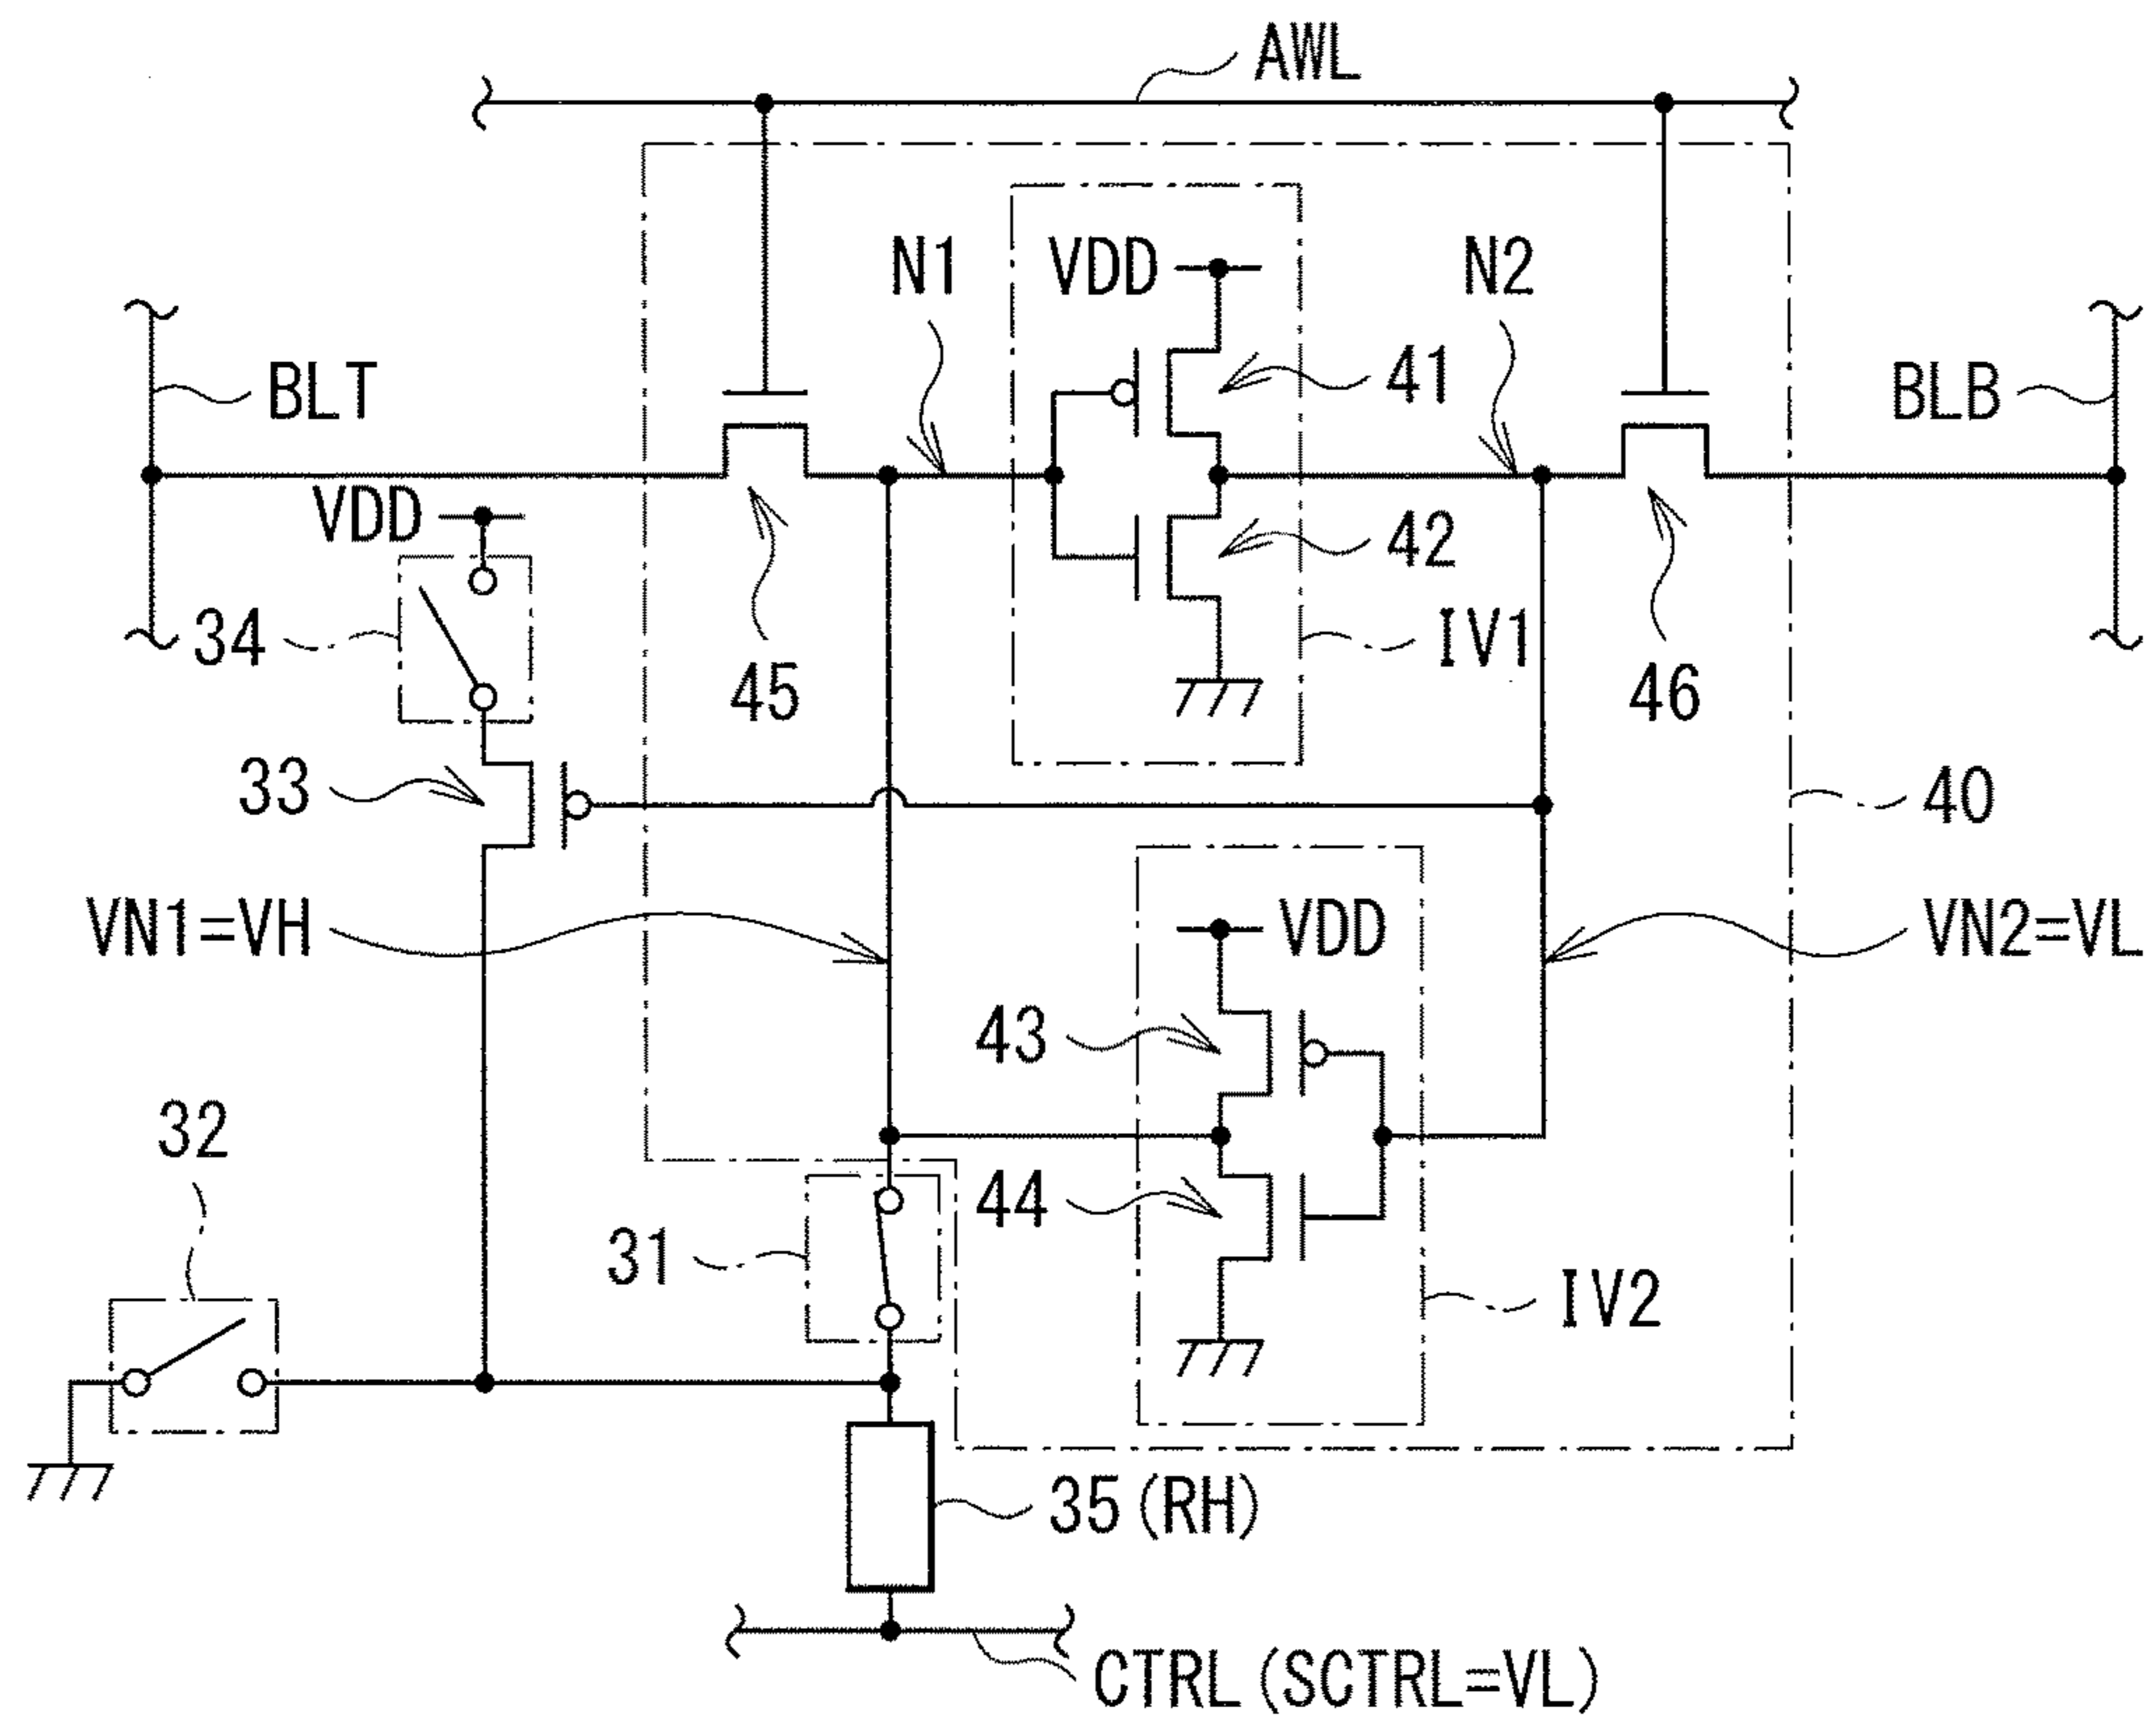 AWL
N1
VDD
N2
41
BLT
BLB
VDD
42
34
IV1
45
46
33
40
VN1=VH
VDD
VN2=VL
43
32
44
31
IV2
35(RH)
CTRL(SCTRL=VL)